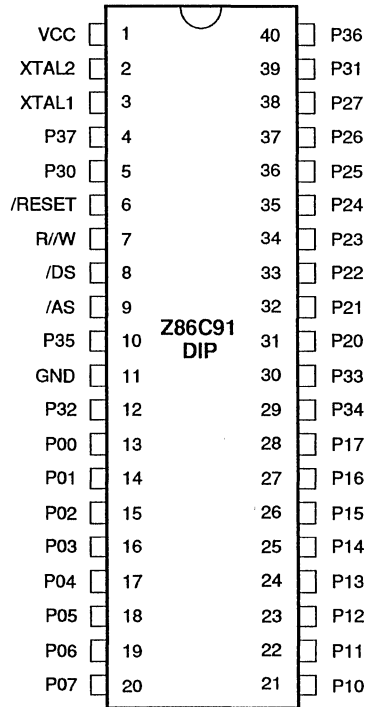 VCC 1 40 P36
XTAL2 2 39 P31
XTAL1 3 38 P27
P37 4 37 P26
P30 5 36 P25
/RESET 6 35 P24
R//W 7 34 P23
/DS 8 33 P22
/AS 9 32 P21
Z86C91
P35 10 31 P20
DIP
GND 11 30 P33
P32 12 29 P34
P00 13 28 P17
P01 14 27 P16
P02 15 26 P15
P03 16 25 P14
P04 17 24 P13
P05 18 23 P12
P06 19 22 P11
P07 20 21 P10